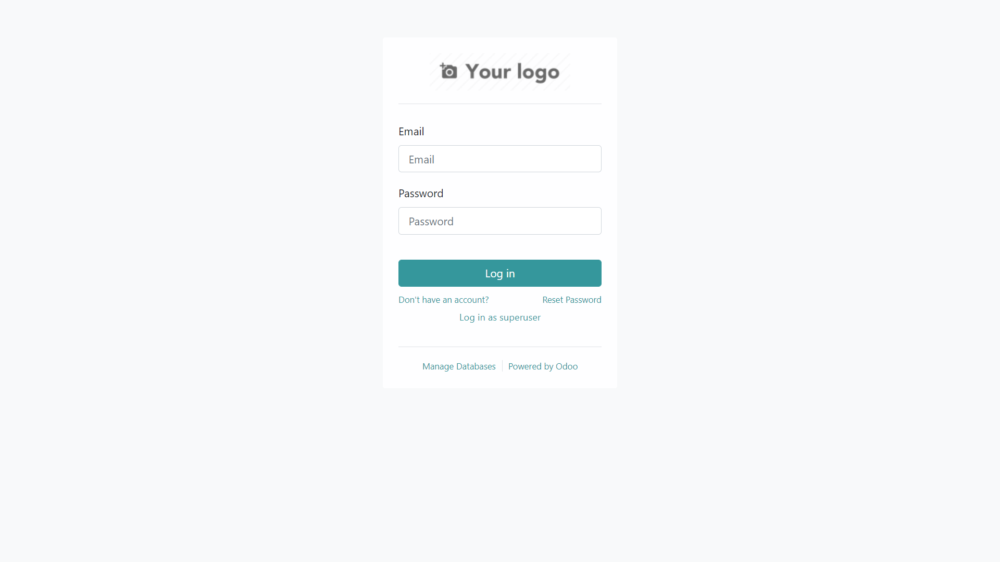 Your logo
Email
Email
Password
Password
Log in
Don't have an account? Reset Password
Log in as superuser
Manage Databases Powered by Odoo